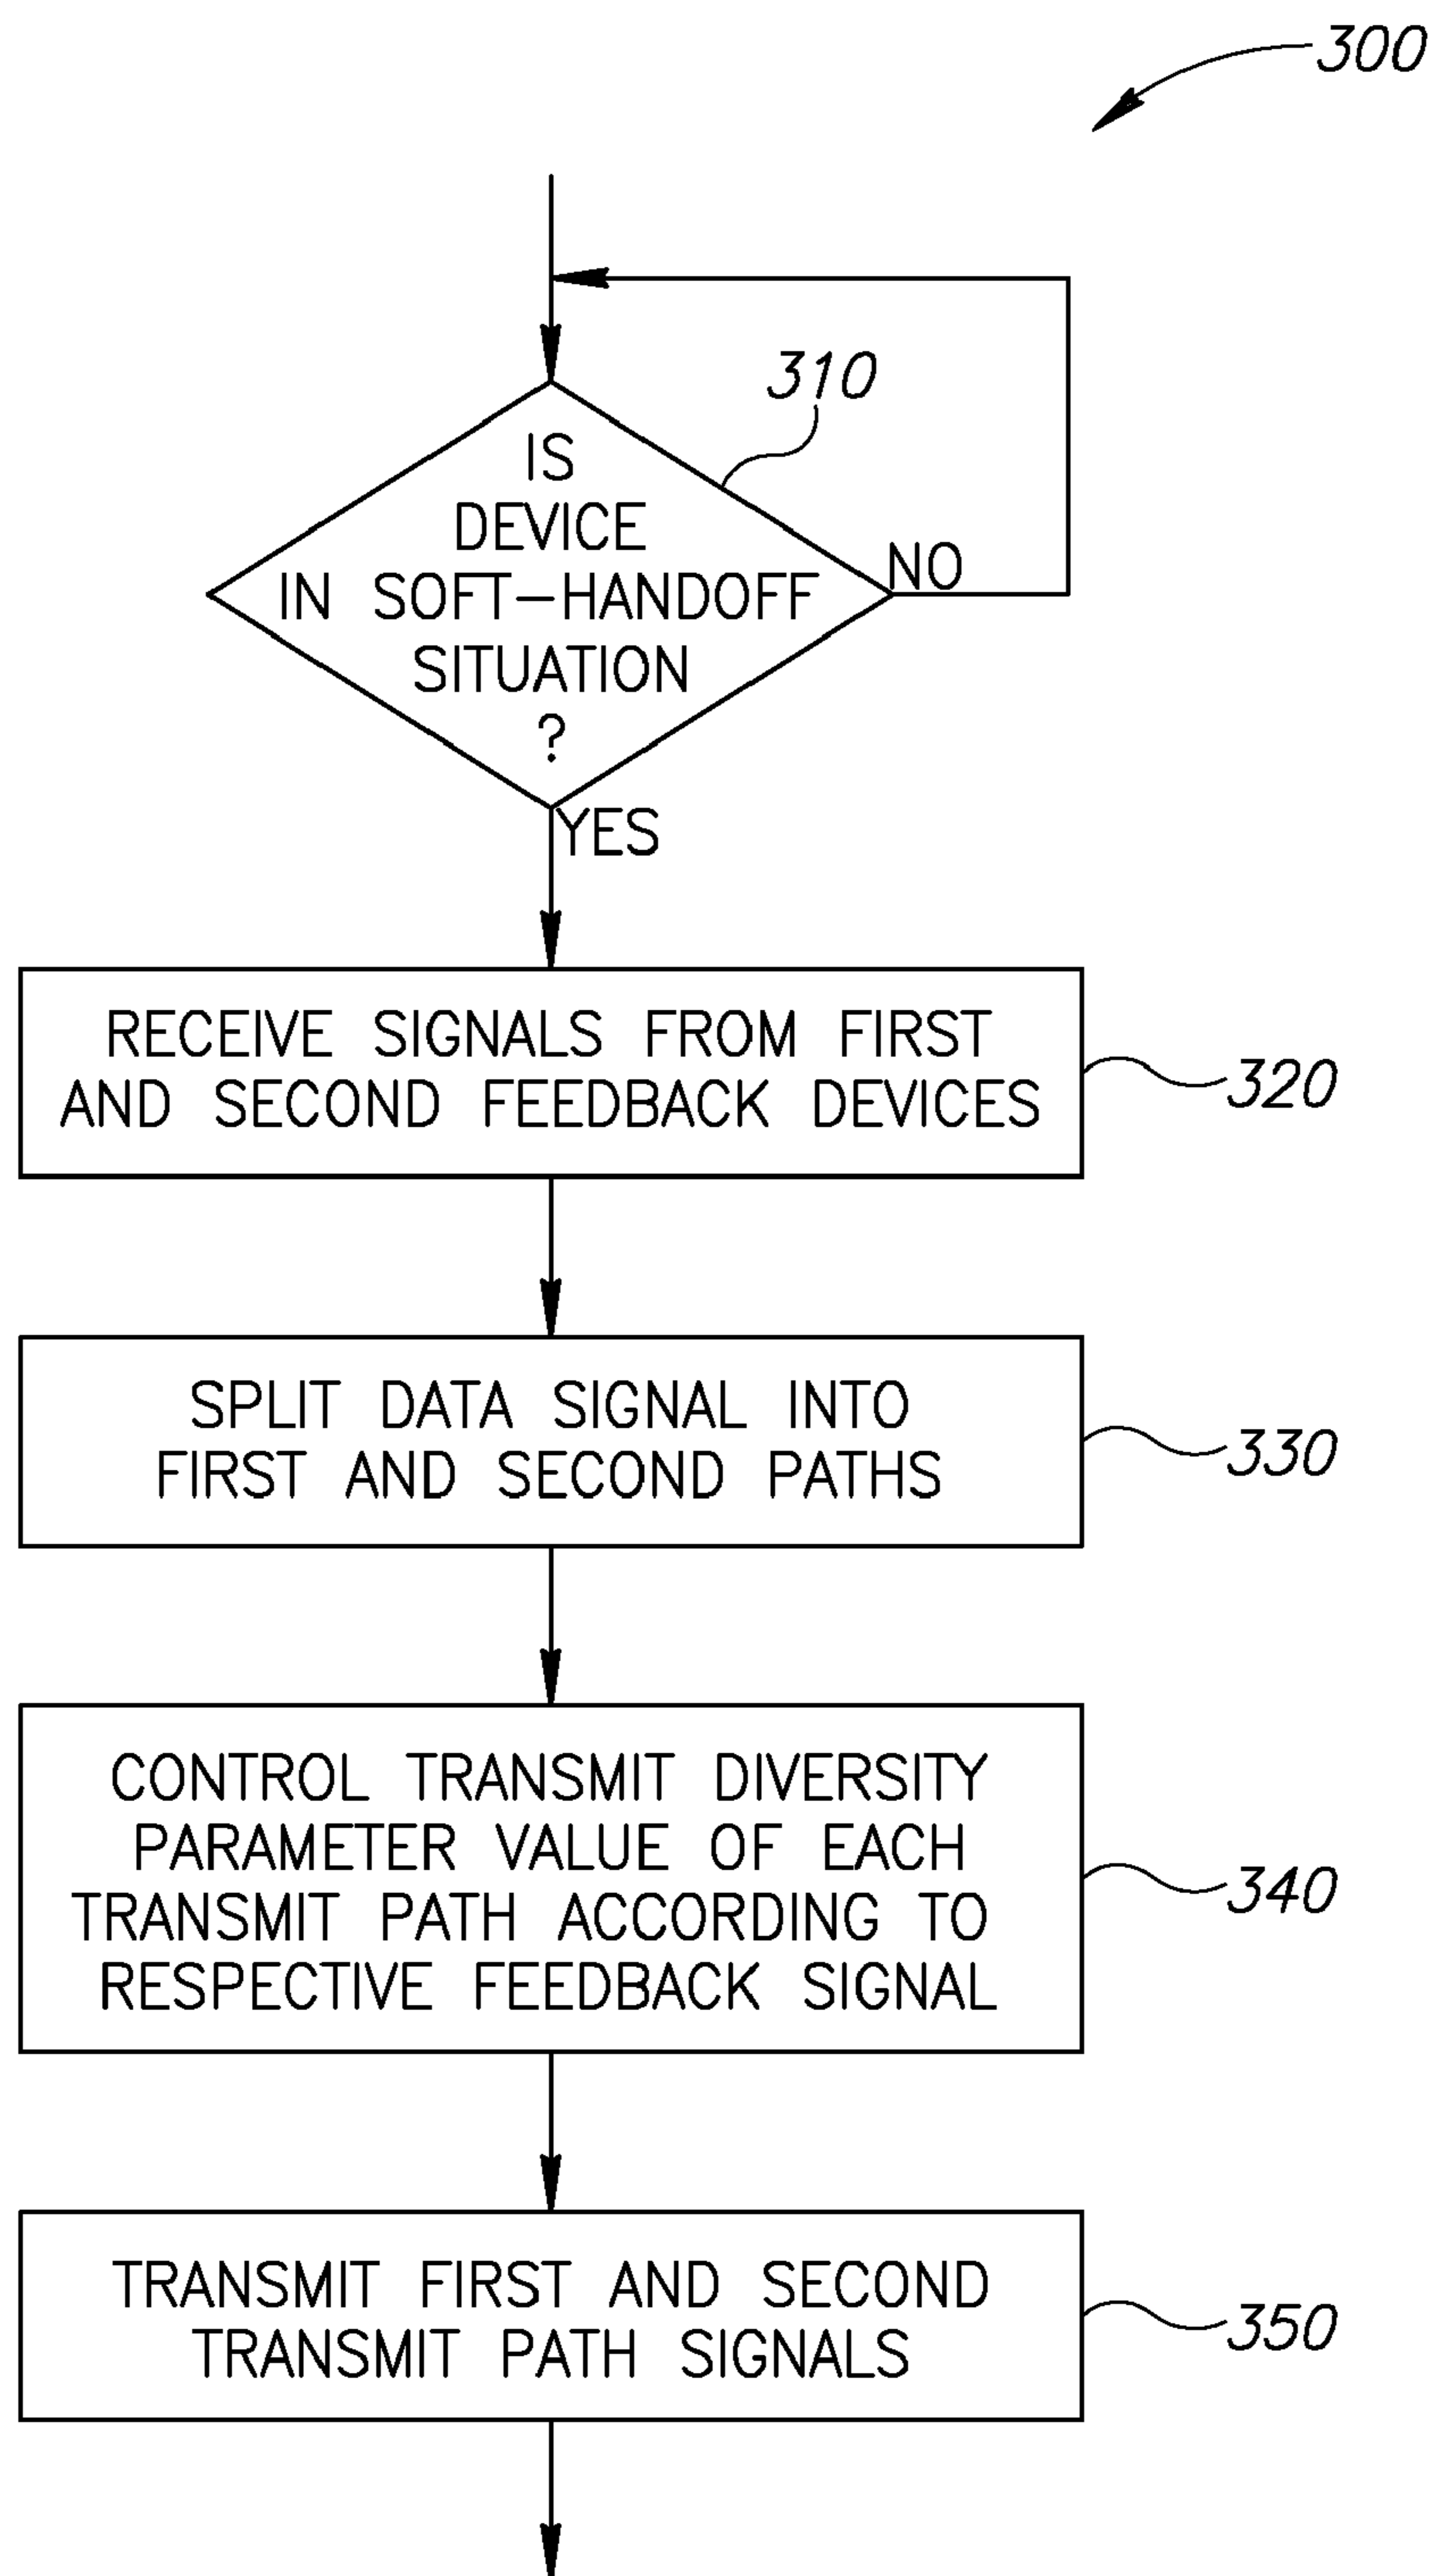 300
310
IS
DEVICE
IN SOFT-HANDOFF
SITUATION
?
NO
YES
RECEIVE SIGNALS FROM FIRST
AND SECOND FEEDBACK DEVICES
320
SPLIT DATA SIGNAL INTO
FIRST AND SECOND PATHS
330
CONTROL TRANSMIT DIVERSITY
PARAMETER VALUE OF EACH
TRANSMIT PATH ACCORDING TO
RESPECTIVE FEEDBACK SIGNAL
340
TRANSMIT FIRST AND SECOND
TRANSMIT PATH SIGNALS
350